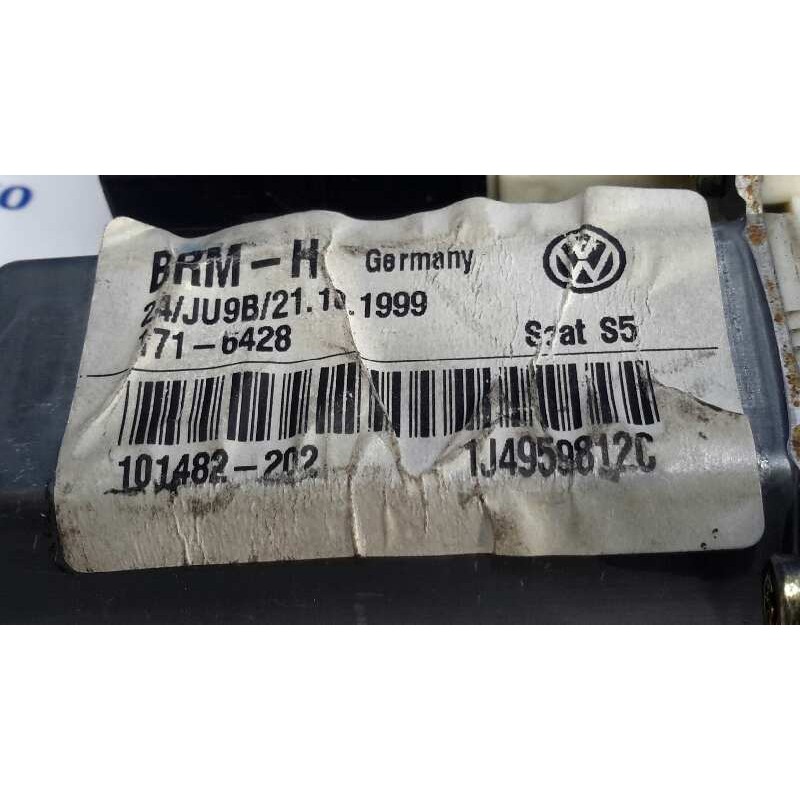 BRM-H Germany
24/JU9B/21.10.1999
171-6428 Seat S5
101482-202 1J4959812C